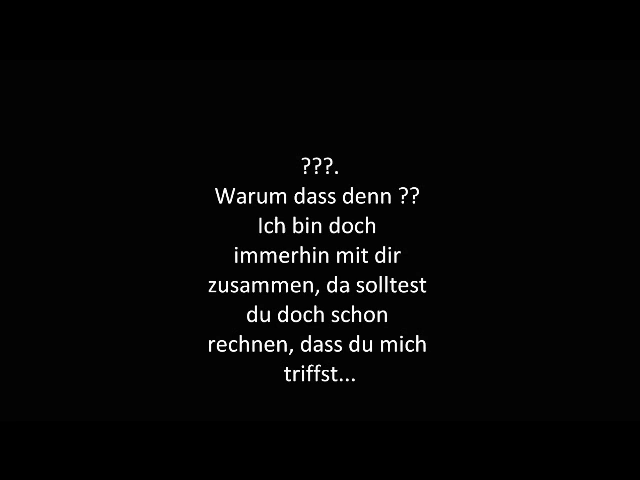 ???.
Warum dass denn ??
Ich bin doch
immerhin mit dir
zusammen, da solltest
du doch schon
rechnen, dass du mich
triffst...